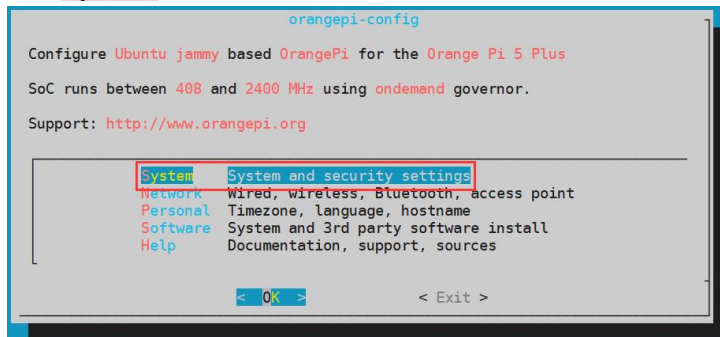 orangepi-config
Configure Ubuntu jammy based OrangePi for the Orange Pi 5 Plus
SoC runs between 408 and 2400 MHz using ondemand governor.
Support: http://www.orangepi.org
System System and security settings
Network Wired, wireless, Bluetooth, access point
Personal Timezone, language, hostname
Software System and 3rd party software install
Help Documentation, support, sources
< OK > < Exit >